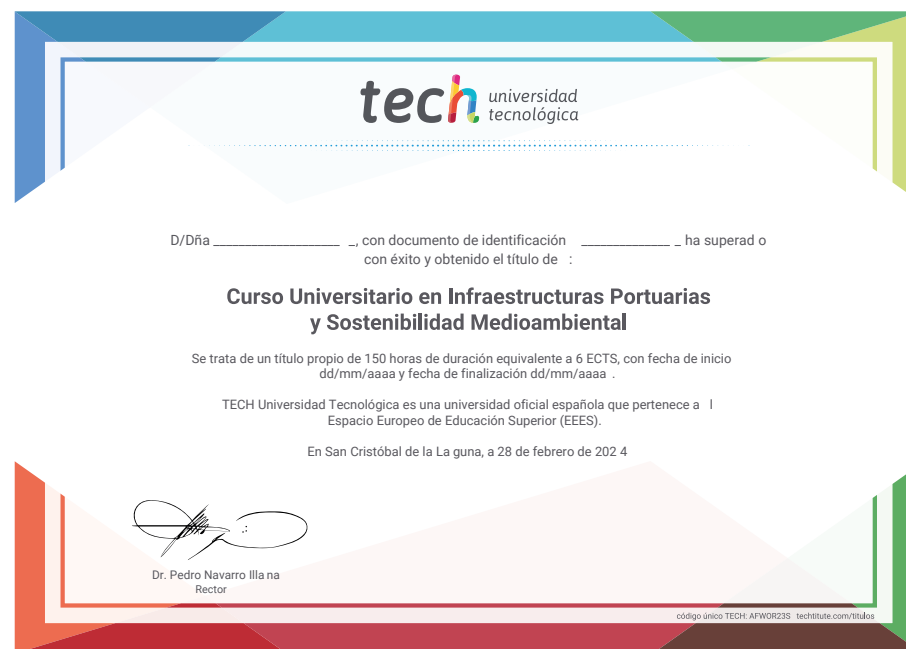 tech universidad
tecnológica
D/Dña ____________________ _, con documento de identificación ______________ _ ha superad o
con éxito y obtenido el título de :
Curso Universitario en Infraestructuras Portuarias
y Sostenibilidad Medioambiental
Se trata de un título propio de 150 horas de duración equivalente a 6 ECTS, con fecha de inicio
dd/mm/aaaa y fecha de finalización dd/mm/aaaa .
TECH Universidad Tecnológica es una universidad oficial española que pertenece a l
Espacio Europeo de Educación Superior (EEES).
En San Cristóbal de la La guna, a 28 de febrero de 202 4
Dr. Pedro Navarro Illa na
Rector
código único TECH: AFWOR23S techtitute.com/titulos